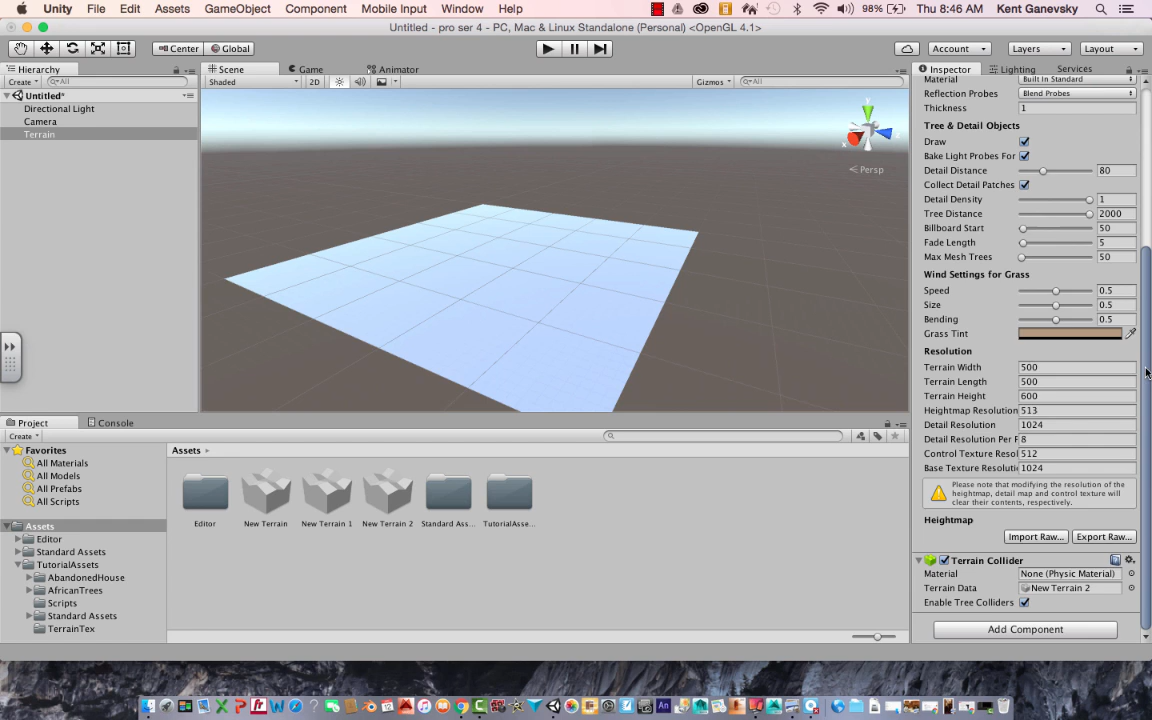 Unity File Edit Assets GameObject Component Mobile Input Window Help 98% Thu 8:46 AM Kent Ganevsky
Untitled - pro ser 4 - PC, Mac & Linux Standalone (Personal) <OpenGL 4.1>
Center Global Account Layers Layout
Hierarchy
Create All
Untitled*
Directional Light
Camera
Terrain
Scene Game Animator
Shaded 2D Gizmos All
y
x
Persp
Inspector Lighting Services
Material Built In Standard
Reflection Probes Blend Probes
Thickness 1
Tree & Detail Objects
Draw
Bake Light Probes For
Detail Distance 80
Collect Detail Patches
Detail Density 1
Tree Distance 2000
Billboard Start 50
Fade Length 5
Max Mesh Trees 50
Wind Settings for Grass
Speed 0.5
Size 0.5
Bending 0.5
Grass Tint
Resolution
Terrain Width 500
Terrain Length 500
Terrain Height 600
Heightmap Resolution 513
Detail Resolution 1024
Detail Resolution Per P 8
Control Texture Resol 512
Base Texture Resoluti 1024
Please note that modifying the resolution of the
heightmap, detail map and control texture will
clear their contents, respectively.
Heightmap
Import Raw... Export Raw...
Terrain Collider
Material None (Physic Material)
Terrain Data New Terrain 2
Enable Tree Colliders
Add Component
Project Console
Create
Favorites
All Materials
All Models
All Prefabs
All Scripts
Assets
Editor
Standard Assets
TutorialAssets
AbandonedHouse
AfricanTrees
Scripts
Standard Assets
TerrainTex
Assets
Editor New Terrain New Terrain 1 New Terrain 2 Standard Ass... TutorialAsse...